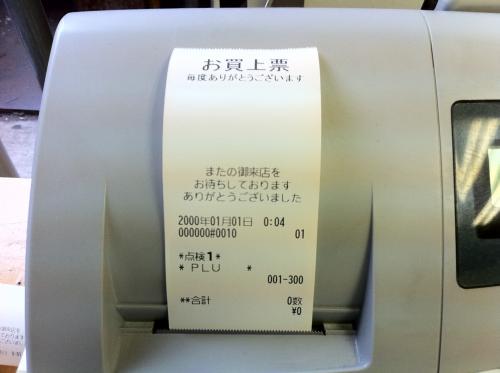 お買上票
毎度ありがとうございます
またの御来店を
お待ちしております
ありがとうございました
2000年01月01日 0:04
000000#0010 01
*点検1*
* PLU *
001-300
**合計 0数
¥0